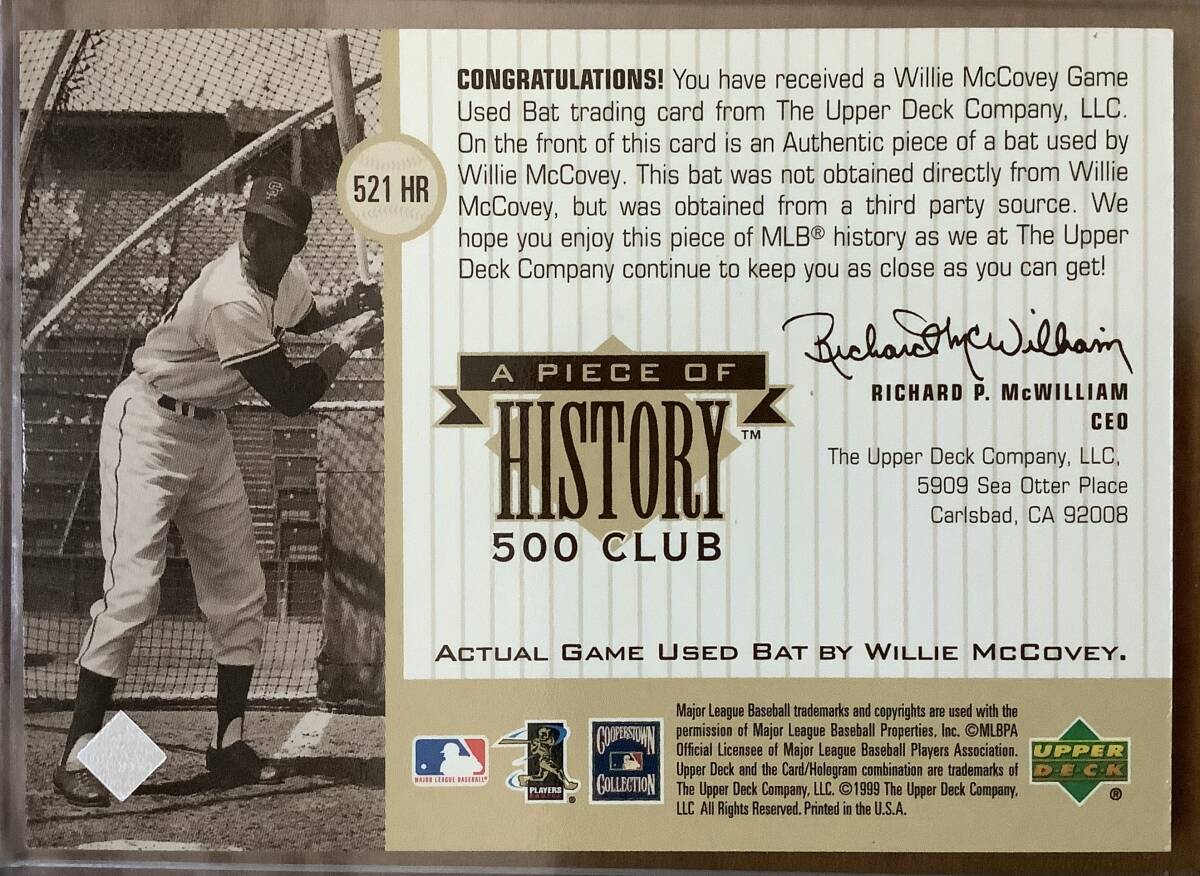 CONGRATULATIONS! You have received a Willie McCovey Game
Used Bat trading card from The Upper Deck Company, LLC.
On the front of this card is an Authentic piece of a bat used by
Willie McCovey. This bat was not obtained directly from Willie
McCovey, but was obtained from a third party source. We
hope you enjoy this piece of MLB® history as we at The Upper
Deck Company continue to keep you as close as you can get!
521 HR
SF
Richard McWilliam
RICHARD P. McWILLIAM
CEO
The Upper Deck Company, LLC,
5909 Sea Otter Place
Carlsbad, CA 92008
A PIECE OF
HISTORY™
500 CLUB
ACTUAL GAME USED BAT BY WILLIE MCCOVEY.
MAJOR LEAGUE BASEBALL®
PLAYERS
CHOICE®
COOPERSTOWN
COLLECTION
Major League Baseball trademarks and copyrights are used with the
permission of Major League Baseball Properties, Inc. ©MLBPA
Official Licensee of Major League Baseball Players Association.
Upper Deck and the Card/Hologram combination are trademarks of
The Upper Deck Company, LLC. ©1999 The Upper Deck Company,
LLC All Rights Reserved. Printed in the U.S.A.
UPPER
DECK®